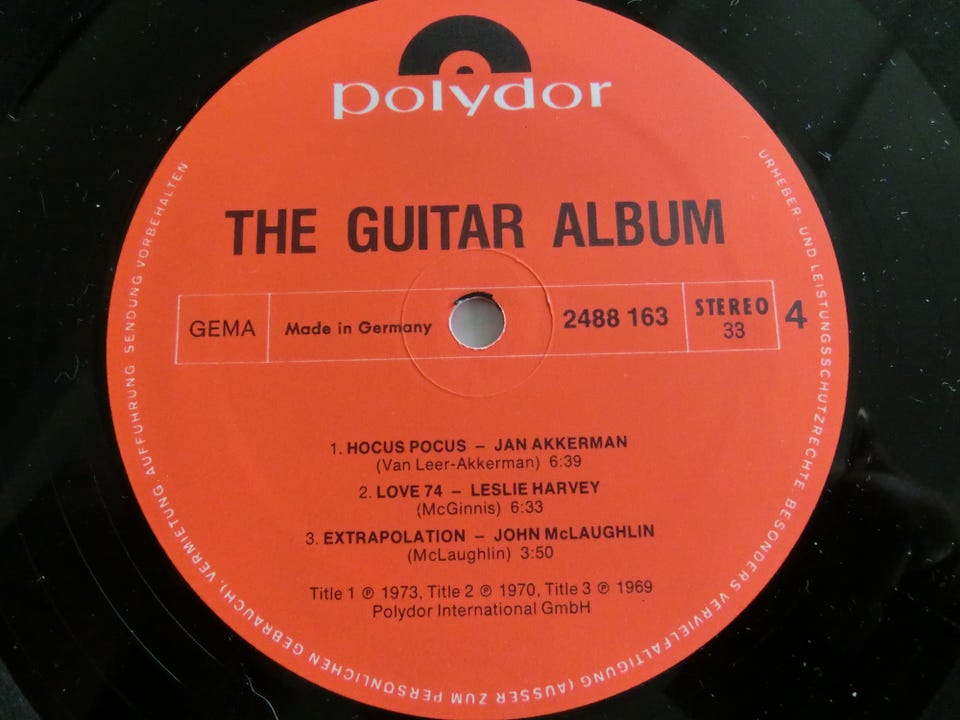 polydor
THE GUITAR ALBUM
GEMA
Made in Germany
2488 163
STEREO
33
4
1. HOCUS POCUS – JAN AKKERMAN
(Van Leer-Akkerman) 6:39
2. LOVE 74 – LESLIE HARVEY
(McGinnis) 6:33
3. EXTRAPOLATION – JOHN McLAUGHLIN
(McLaughlin) 3:50
Title 1 ℗ 1973, Title 2 ℗ 1970, Title 3 ℗ 1969
Polydor International GmbH
URHEBER UND LEISTUNGSSCHUTZRECHTE BESONDERS VERVIELFÄLTIGUNG (AUSSER ZUM PERSÖNLICHEN GEBRAUCH), VERMIETUNG, AUFFÜHRUNG, SENDUNG VORBEHALTEN